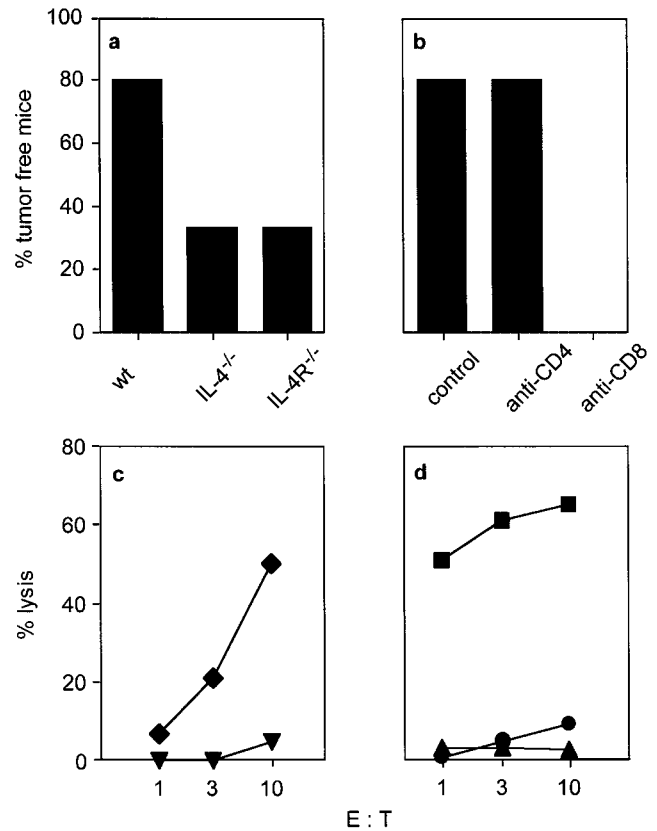 100
80
60
40
20
0
% tumor free mice
a
wt
IL-4-/-
IL-4R-/-
b
control
anti-CD4
anti-CD8
80
60
40
20
0
% lysis
c
1 3 10
d
1 3 10
E : T